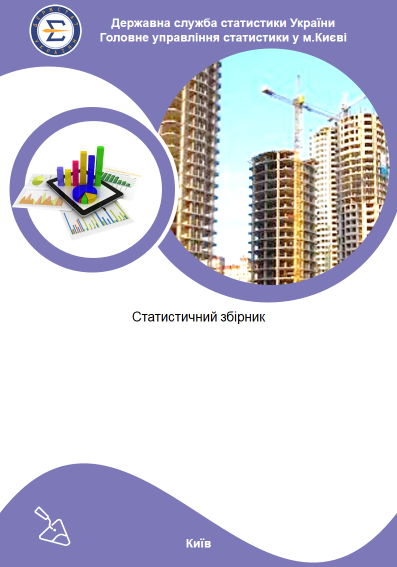 Державна служба статистики України
Головне управління статистики у м.Києві
Статистичний збірник
Київ